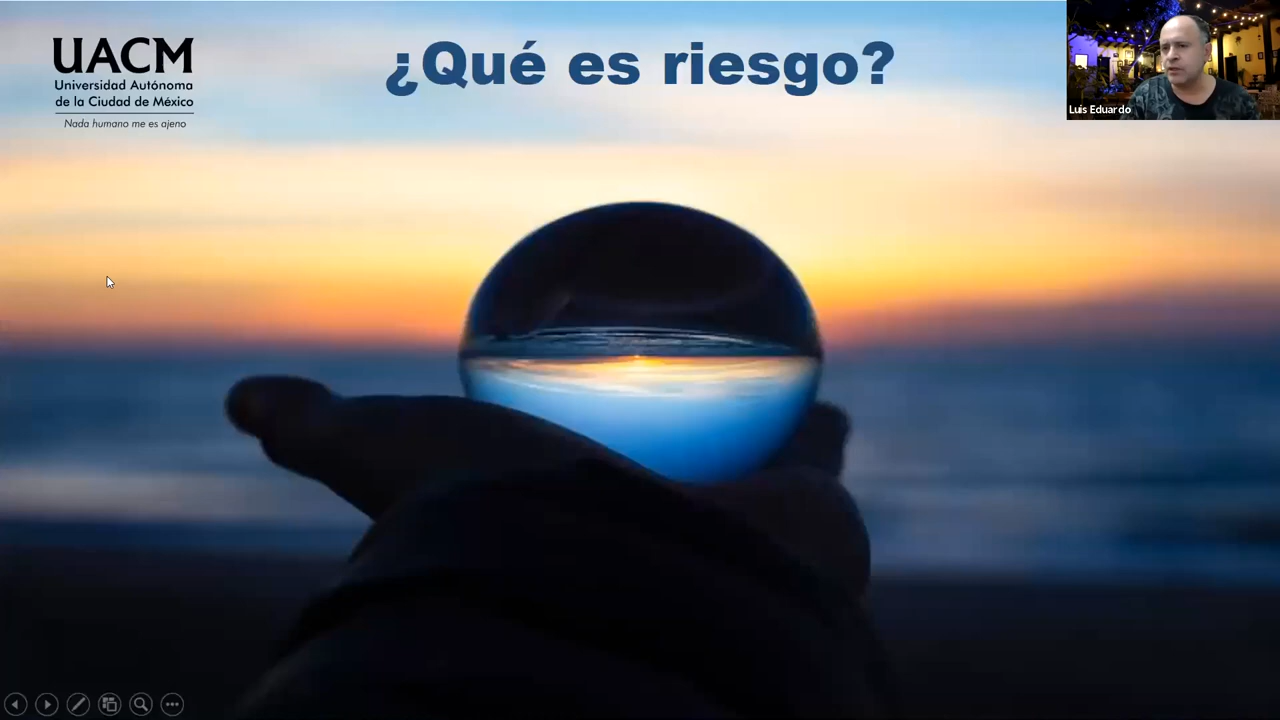 UACM
Universidad Autónoma
de la Ciudad de México
Nada humano me es ajeno
¿Qué es riesgo?
Luis Eduardo